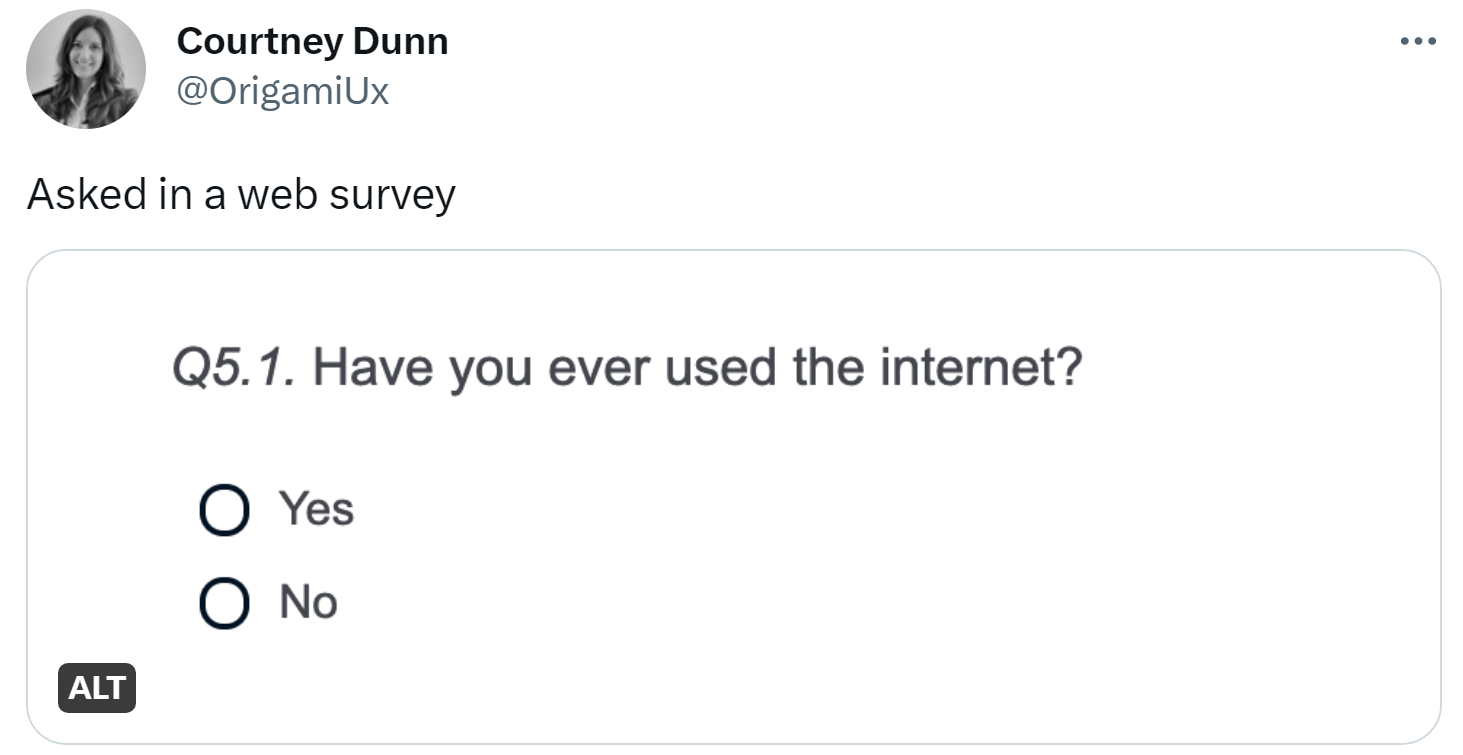 Courtney Dunn
@OrigamiUx
Asked in a web survey
Q5.1. Have you ever used the internet?
Yes
No
ALT